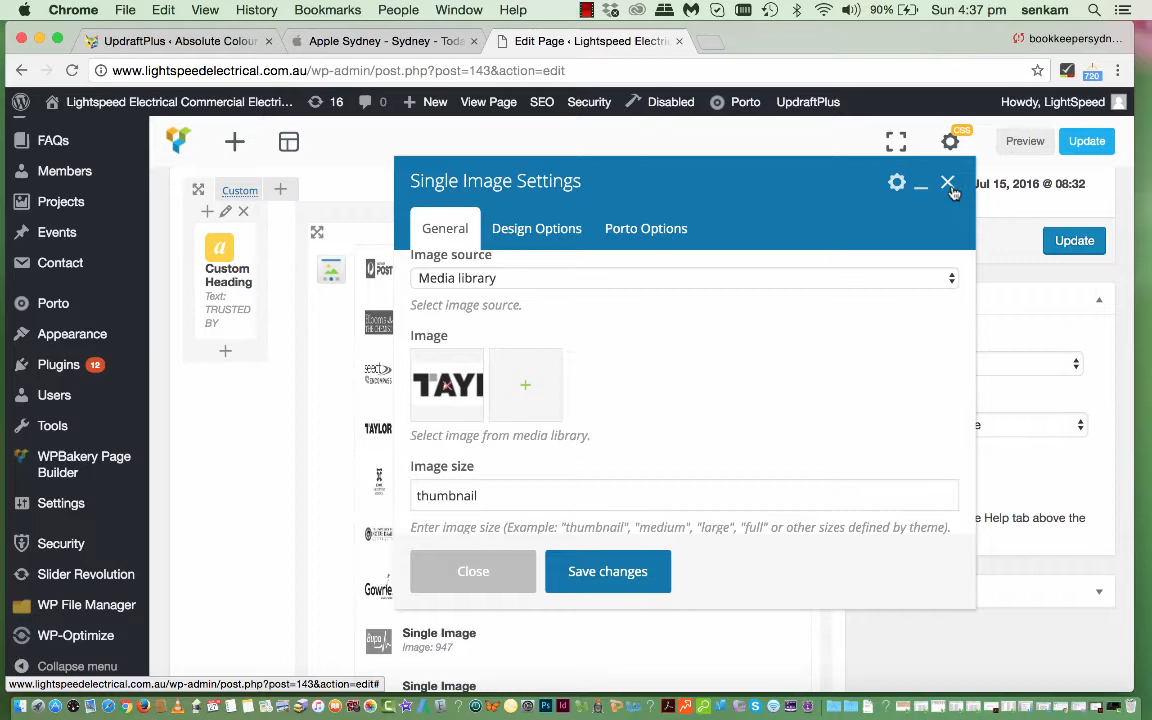 Chrome File Edit View History Bookmarks People Window Help 90% Sun 4:37 pm senkam
UpdraftPlus ‹ Absolute Colour × Apple Sydney - Sydney - Toda × Edit Page ‹ Lightspeed Electri × bookkeepersydn...
www.lightspeedelectrical.com.au/wp-admin/post.php?post=143&action=edit 720
Lightspeed Electrical Commercial Electri... 16 0 New View Page SEO Security Disabled Porto UpdraftPlus Howdy, LightSpeed
FAQs
Members
Projects
Events
Contact
Porto
Appearance
Plugins 12
Users
Tools
WPBakery Page
Builder
Settings
Security
Slider Revolution
WP File Manager
WP-Optimize
Collapse menu
CSS
Preview Update
Jul 15, 2016 @ 08:32
Update
Custom
a
Custom
Heading
Text:
TRUSTED
BY
POST
TAYLOR
Gowrie
Bupa
Single Image Settings
General Design Options Porto Options
Image source
Media library
Select image source.
Image
TAYL
Select image from media library.
Image size
thumbnail
Enter image size (Example: "thumbnail", "medium", "large", "full" or other sizes defined by theme).
Close Save changes
Single Image
Image: 947
Single Image
e Help tab above the
www.lightspeedelectrical.com.au/wp-admin/post.php?post=143&action=edit#